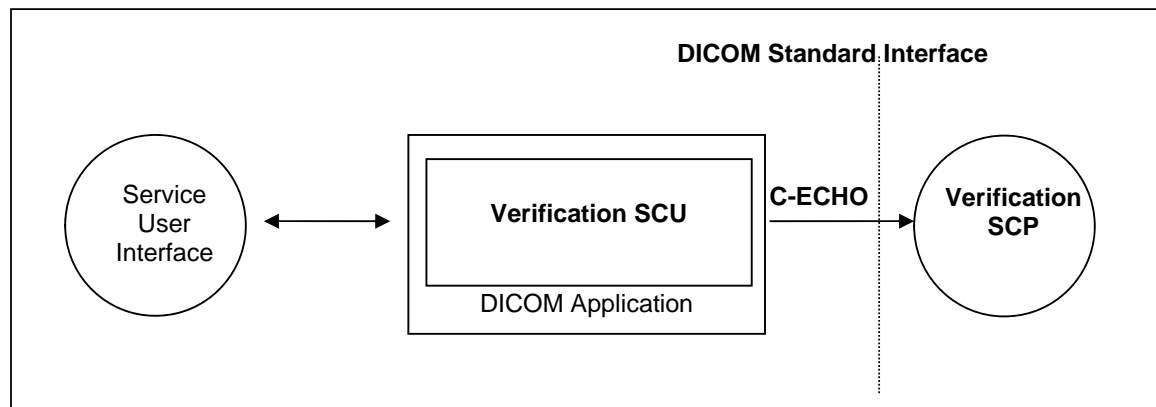 DICOM Standard Interface
Service
User
Interface
Verification SCU
DICOM Application
C-ECHO
Verification
SCP